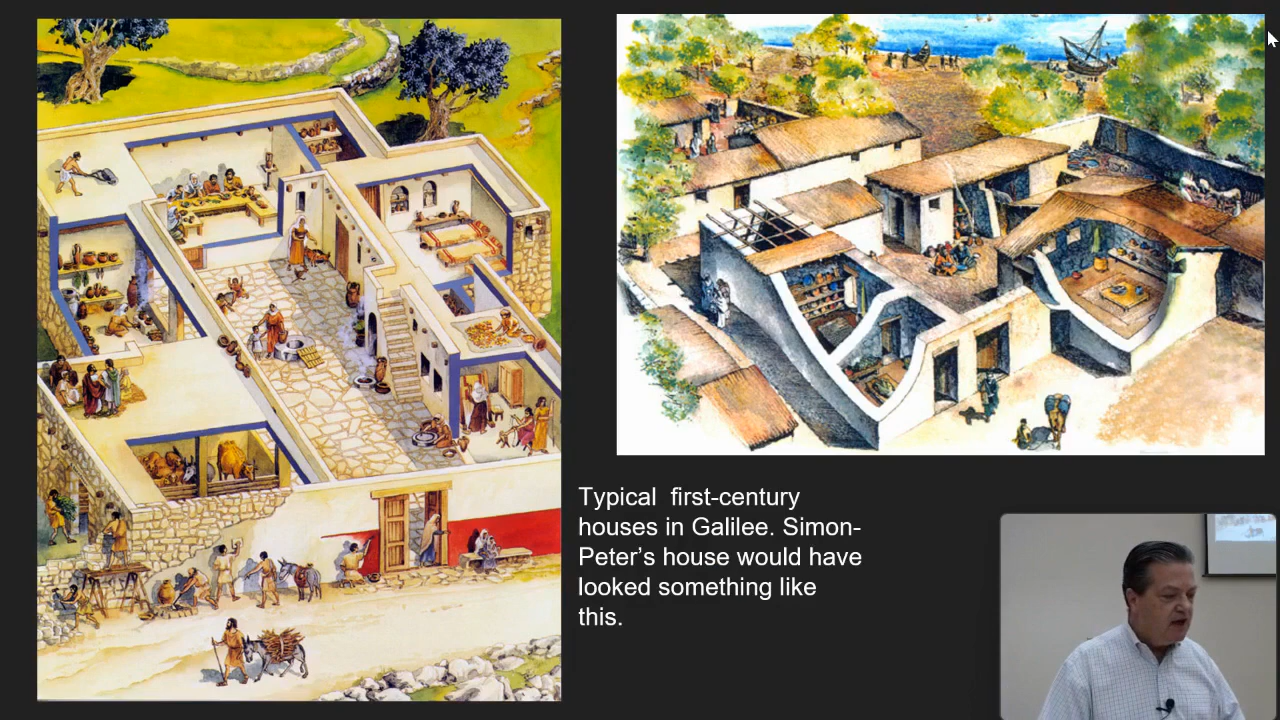 Typical  first-century
houses in Galilee. Simon-
Peter’s house would have
looked something like
this.